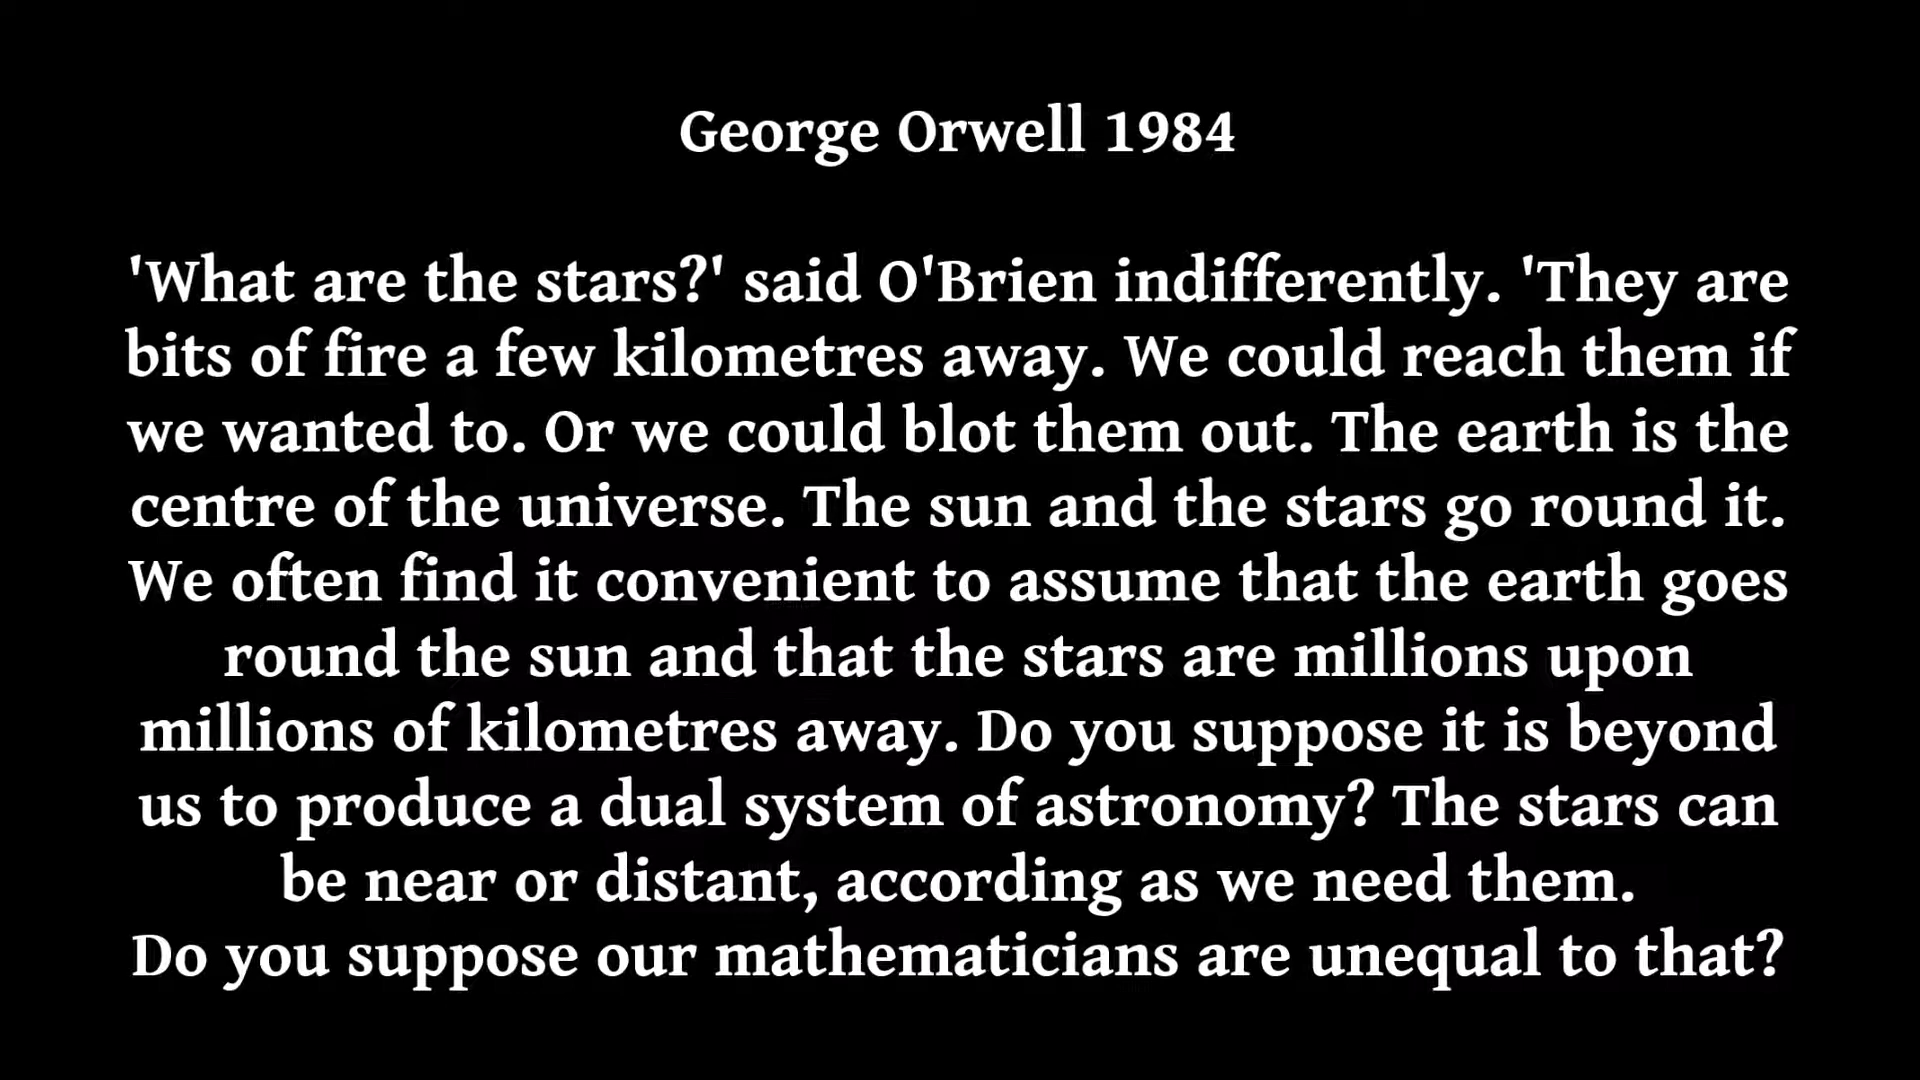 George Orwell 1984
'What are the stars?' said O'Brien indifferently. 'They are
bits of fire a few kilometres away. We could reach them if
we wanted to. Or we could blot them out. The earth is the
centre of the universe. The sun and the stars go round it.
We often find it convenient to assume that the earth goes
round the sun and that the stars are millions upon
millions of kilometres away. Do you suppose it is beyond
us to produce a dual system of astronomy? The stars can
be near or distant, according as we need them.
Do you suppose our mathematicians are unequal to that?